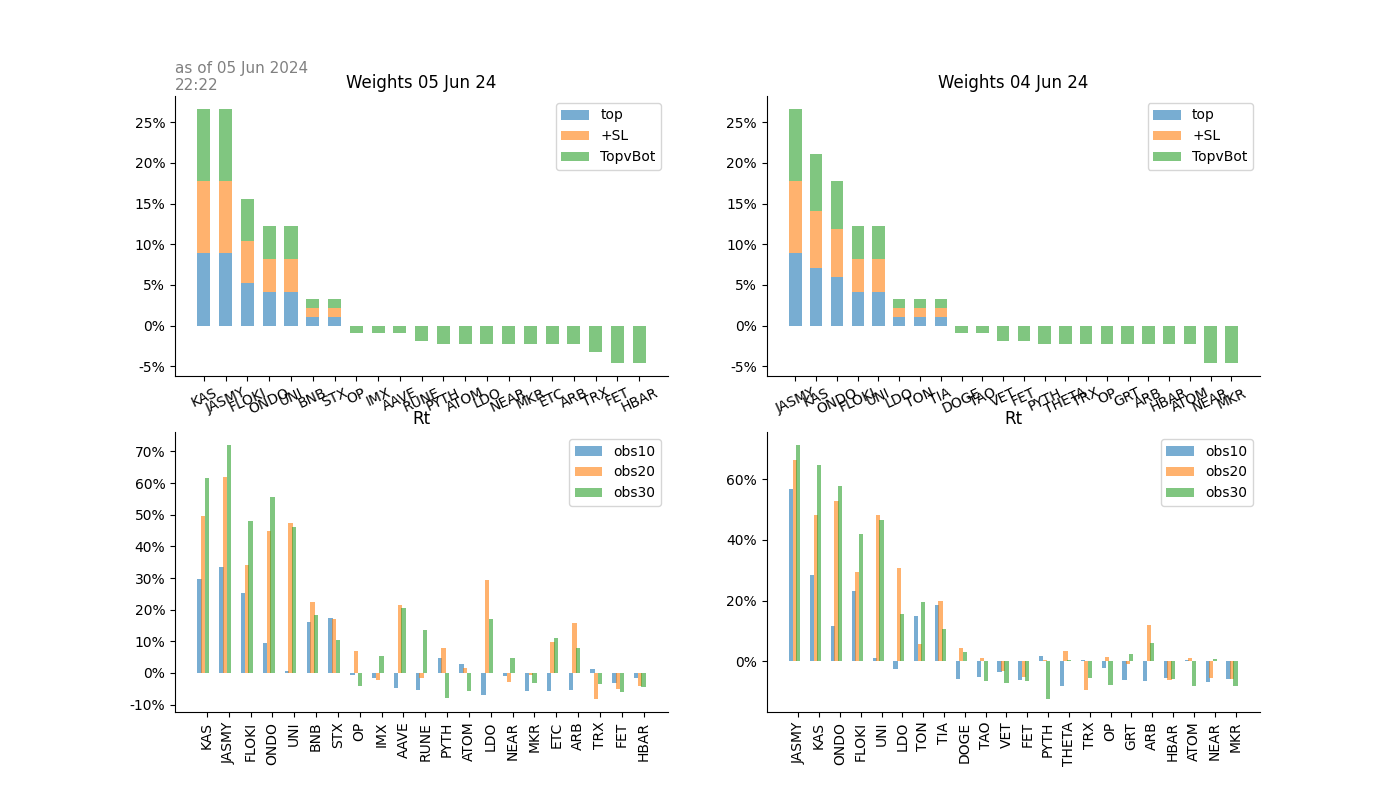 as of 05 Jun 2024
22:22
Weights 05 Jun 24
top
+SL
TopvBot
25%
20%
15%
10%
5%
0%
-5%
KAS JASMY FLOKI ONDO UNI BNB STX OP IMX AAVE RUNE PYTH ATOM LDO NEAR MKR ETC ARB TRX FET HBAR
Weights 04 Jun 24
top
+SL
TopvBot
25%
20%
15%
10%
5%
0%
-5%
JASMY KAS ONDO FLOKI UNI LDO TON TIA DOGE TAO VET FET PYTH THETA TRX OP GRT ARB HBAR ATOM NEAR MKR
Rt
obs10
obs20
obs30
70%
60%
50%
40%
30%
20%
10%
0%
-10%
KAS JASMY FLOKI ONDO UNI BNB STX OP IMX AAVE RUNE PYTH ATOM LDO NEAR MKR ETC ARB TRX FET HBAR
Rt
obs10
obs20
obs30
60%
40%
20%
0%
JASMY KAS ONDO FLOKI UNI LDO TON TIA DOGE TAO VET FET PYTH THETA TRX OP GRT ARB HBAR ATOM NEAR MKR